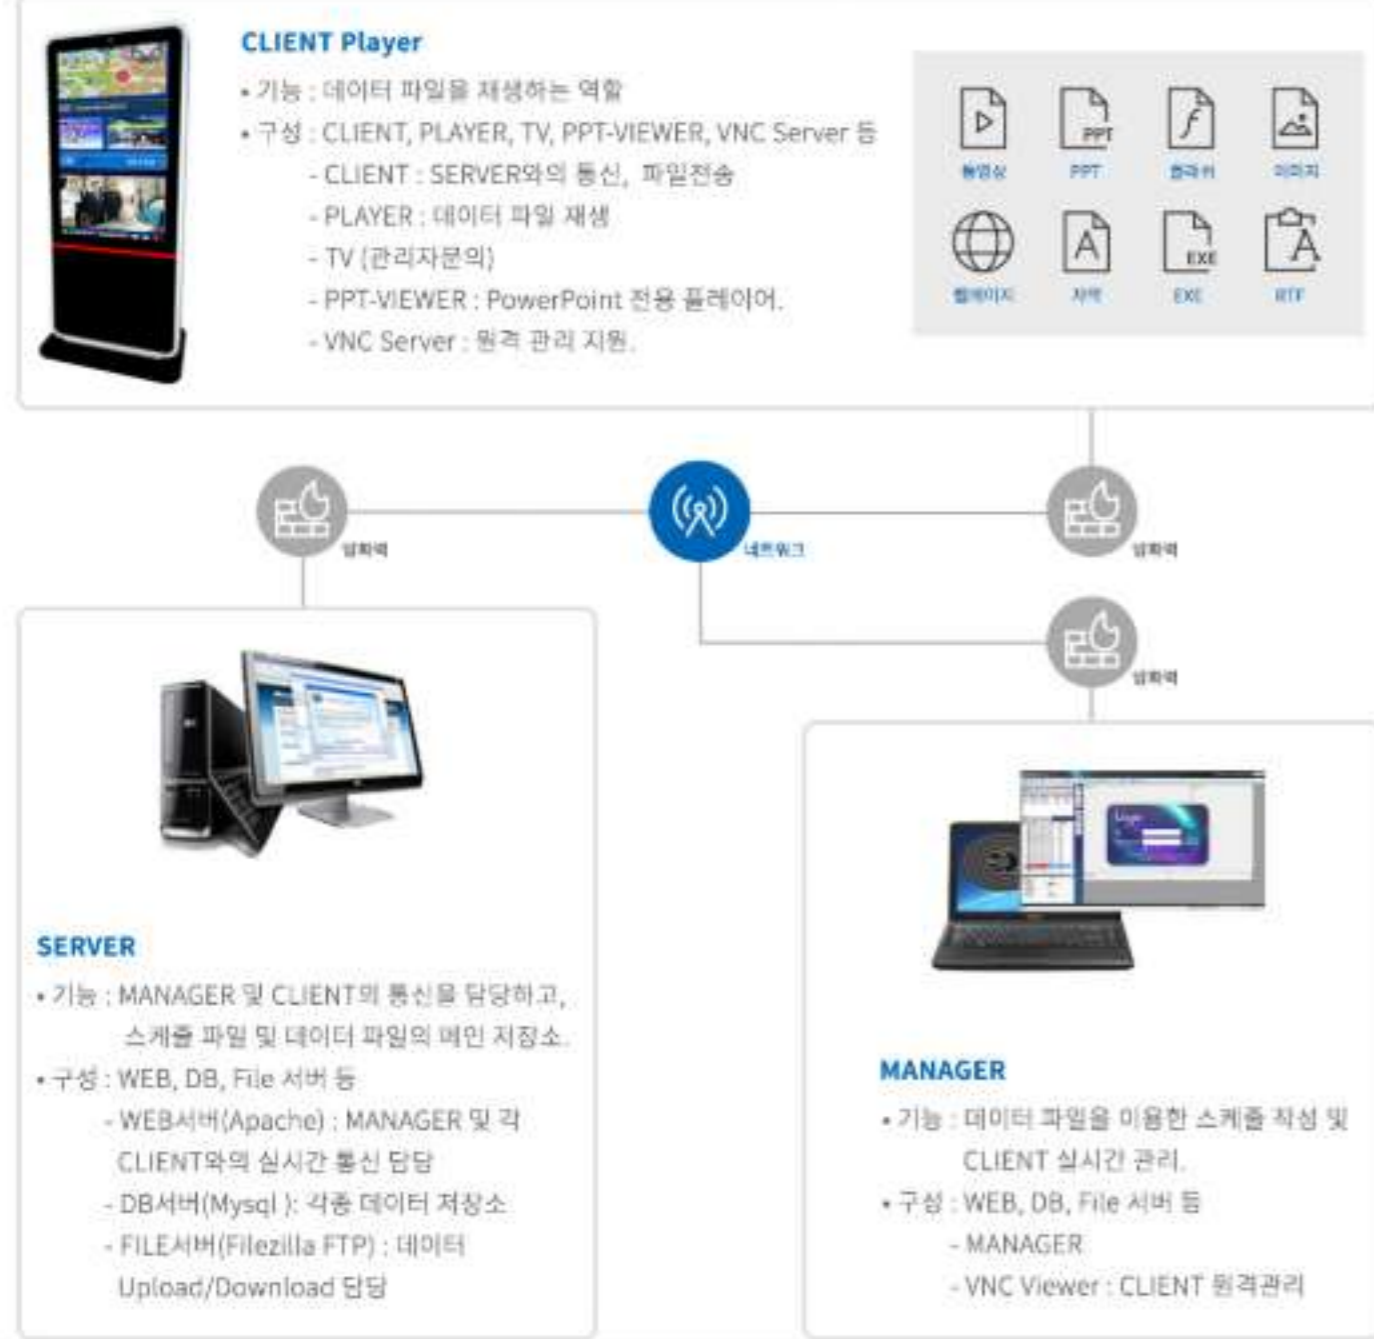 CLIENT Player
• 기능 : 데이터 파일을 재생하는 역할
• 구성 : CLIENT, PLAYER, TV, PPT-VIEWER, VNC Server 등
- CLIENT : SERVER와의 통신, 파일전송
- PLAYER : 데이터 파일 재생
- TV (관리자문의)
- PPT-VIEWER : PowerPoint 전용 플레이어.
- VNC Server : 원격 관리 지원.
PPT
동영상 PPT 플래쉬 이미지
EXE
웹페이지 자막 EXE RTF
네트워크
SERVER
• 기능 : MANAGER 및 CLIENT의 통신을 담당하고,
스케줄 파일 및 데이터 파일의 메인 저장소.
• 구성 : WEB, DB, File 서버 등
- WEB서버(Apache) : MANAGER 및 각
CLIENT와의 실시간 통신 담당
- DB서버(Mysql ): 각종 데이터 저장소
- FILE서버(Filezilla FTP) : 데이터
Upload/Download 담당
Login
MANAGER
• 기능 : 데이터 파일을 이용한 스케줄 작성 및
CLIENT 실시간 관리.
• 구성 : WEB, DB, File 서버 등
- MANAGER
- VNC Viewer : CLIENT 원격관리